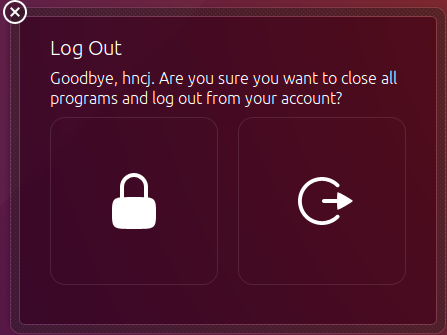 Log Out
Goodbye, hncj. Are you sure you want to close all
programs and log out from your account?